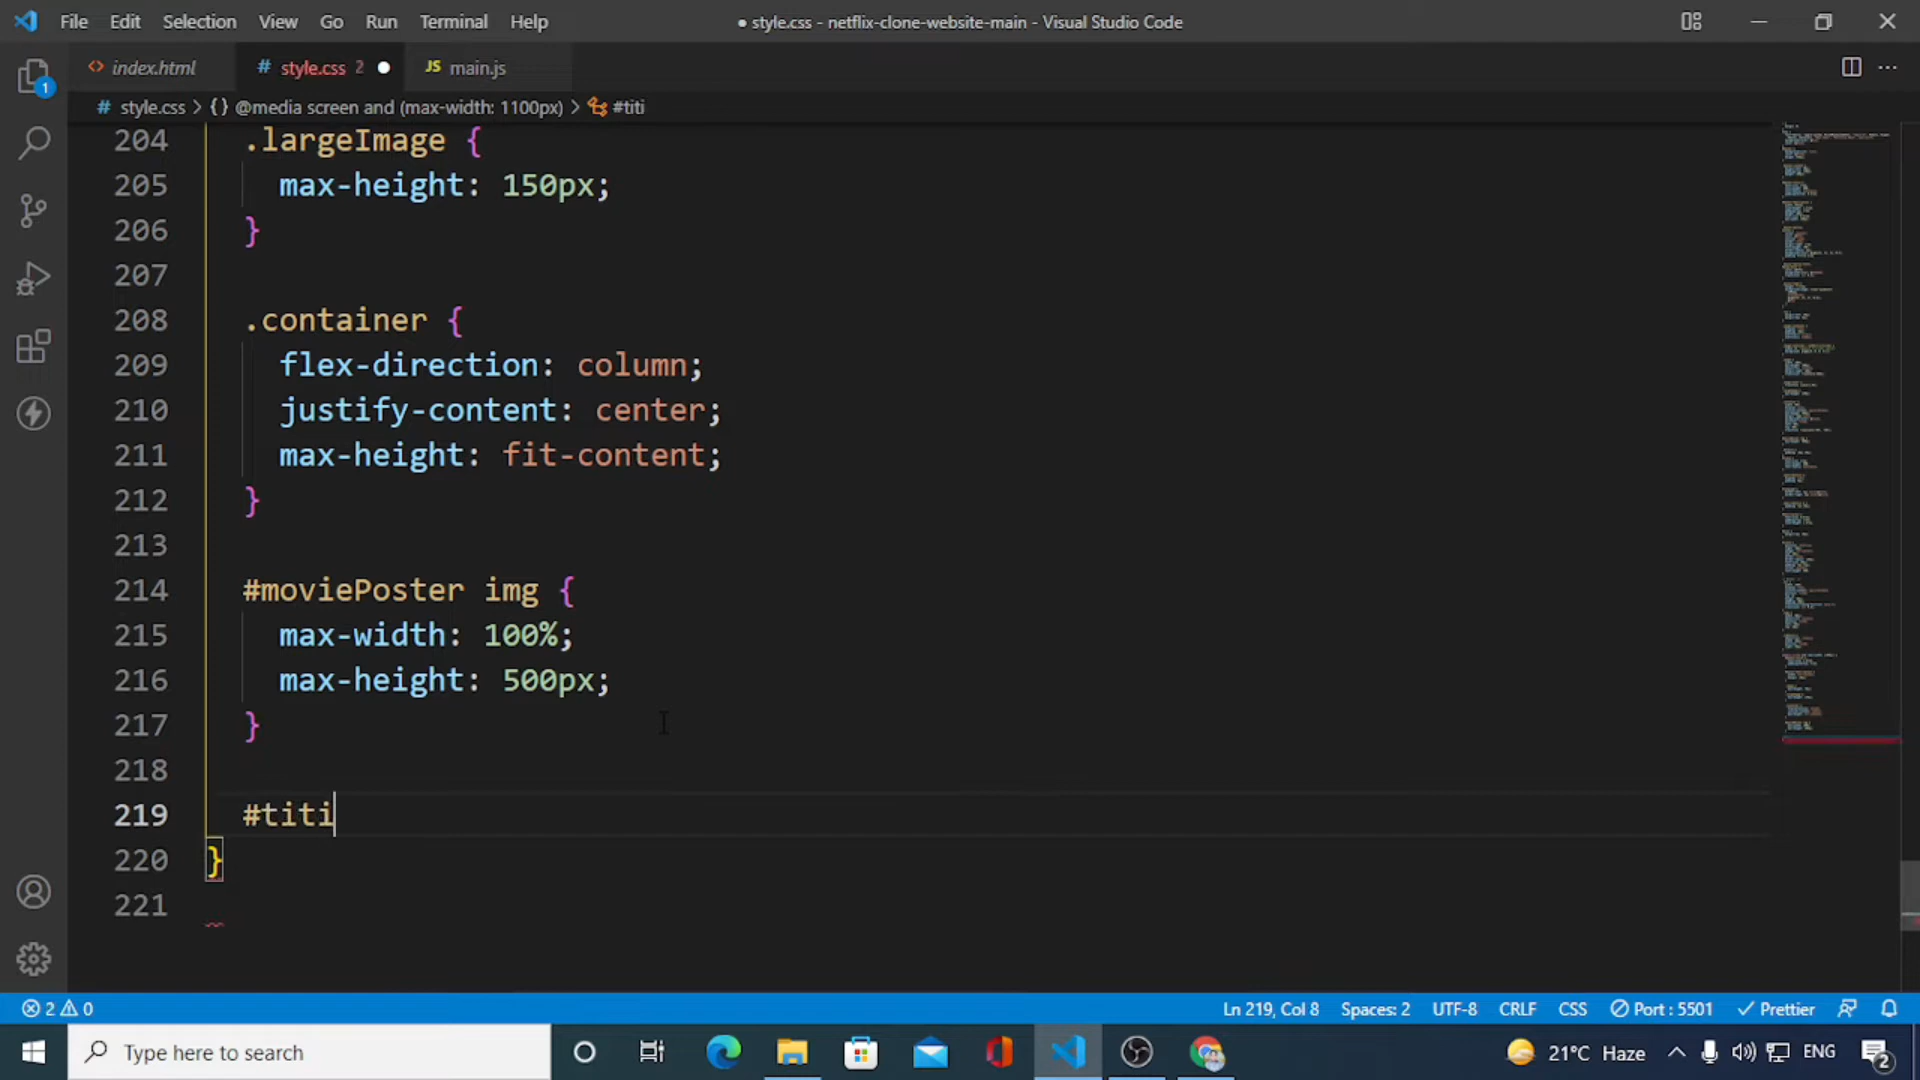 File Edit Selection View Go Run Terminal Help ● style.css - netflix-clone-website-main - Visual Studio Code
<> index.html # style.css 2 ● JS main.js
# style.css > {} @media screen and (max-width: 1100px) > #titi
204 .largeImage {
205 max-height: 150px;
206 }
207
208 .container {
209 flex-direction: column;
210 justify-content: center;
211 max-height: fit-content;
212 }
213
214 #moviePoster img {
215 max-width: 100%;
216 max-height: 500px;
217 }
218
219 #titi
220 }
221
1
2 0 Ln 219, Col 8 Spaces: 2 UTF-8 CRLF CSS Port : 5501 Prettier
Type here to search 21°C Haze ENG 2